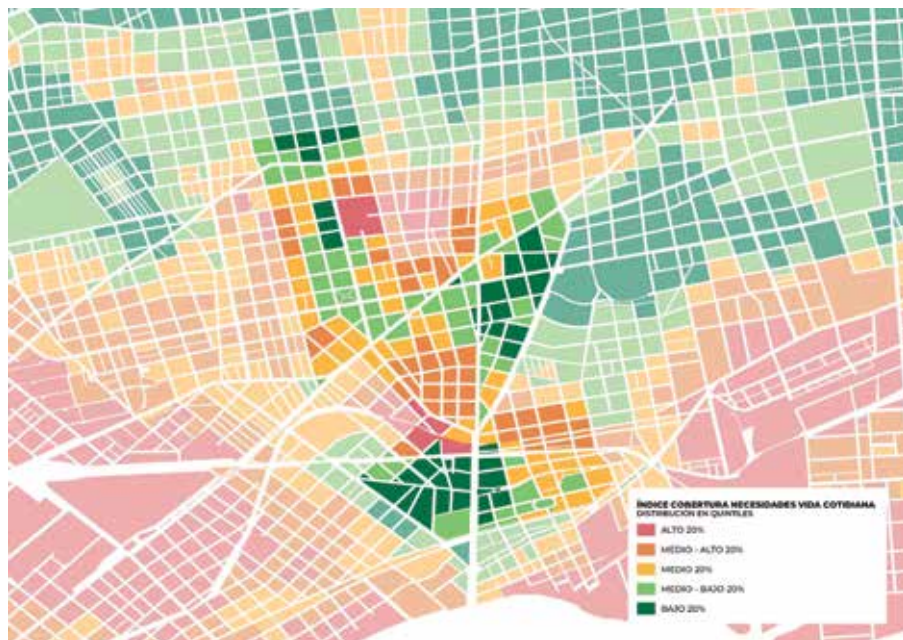 ÍNDICE COBERTURA NECESIDADES VIDA COTIDIANA
DISTRIBUCIÓN EN QUINTILES
ALTO 20%
MEDIO - ALTO 20%
MEDIO 20%
MEDIO - BAJO 20%
BAJO 20%